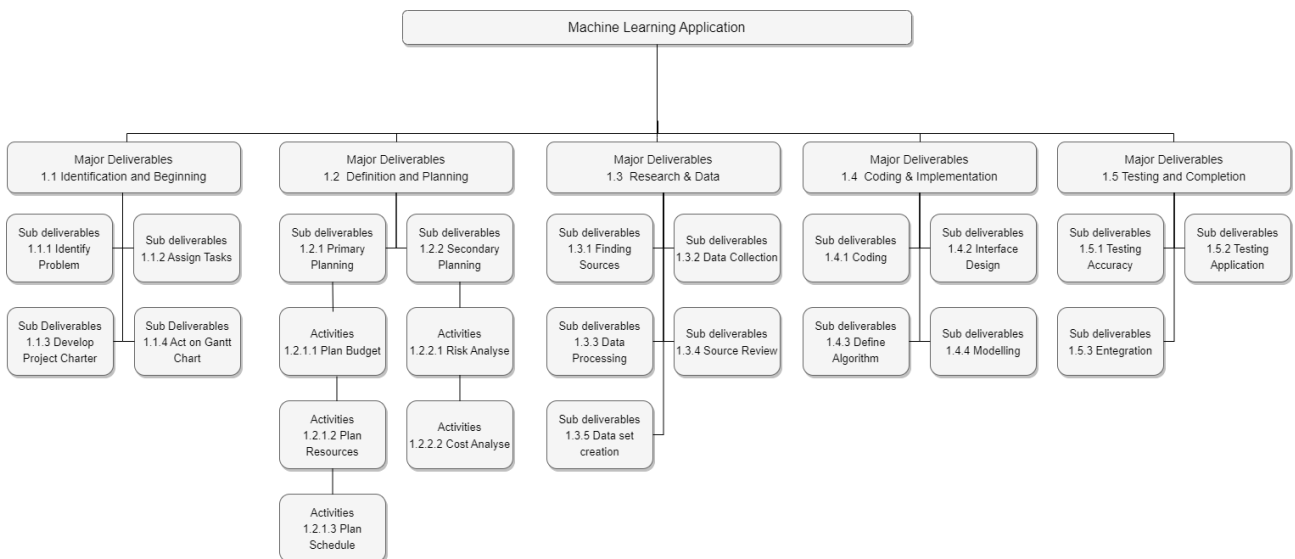 Machine Learning Application
Major Deliverables
1.1 Identification and Beginning
Major Deliverables
1.2 Definition and Planning
Major Deliverables
1.3 Research & Data
Major Deliverables
1.4 Coding & Implementation
Major Deliverables
1.5 Testing and Completion
Sub deliverables
1.1.1 Identify
Problem
Sub deliverables
1.1.2 Assign Tasks
Sub Deliverables
1.1.3 Develop
Project Charter
Sub Deliverables
1.1.4 Act on Gantt
Chart
Sub deliverables
1.2.1 Primary
Planning
Sub deliverables
1.2.2 Secondary
Planning
Activities
1.2.1.1 Plan Budget
Activities
1.2.2.1 Risk Analyse
Activities
1.2.1.2 Plan
Resources
Activities
1.2.2.2 Cost Analyse
Activities
1.2.1.3 Plan
Schedule
Sub deliverables
1.3.1 Finding
Sources
Sub deliverables
1.3.2 Data Collection
Sub deliverables
1.3.3 Data
Processing
Sub deliverables
1.3.4 Source Review
Sub deliverables
1.3.5 Data set
creation
Sub deliverables
1.4.1 Coding
Sub deliverables
1.4.2 Interface
Design
Sub deliverables
1.4.3 Define
Algorithm
Sub deliverables
1.4.4 Modelling
Sub deliverables
1.5.1 Testing
Accuracy
Sub deliverables
1.5.2 Testing
Application
Sub deliverables
1.5.3 Entegration